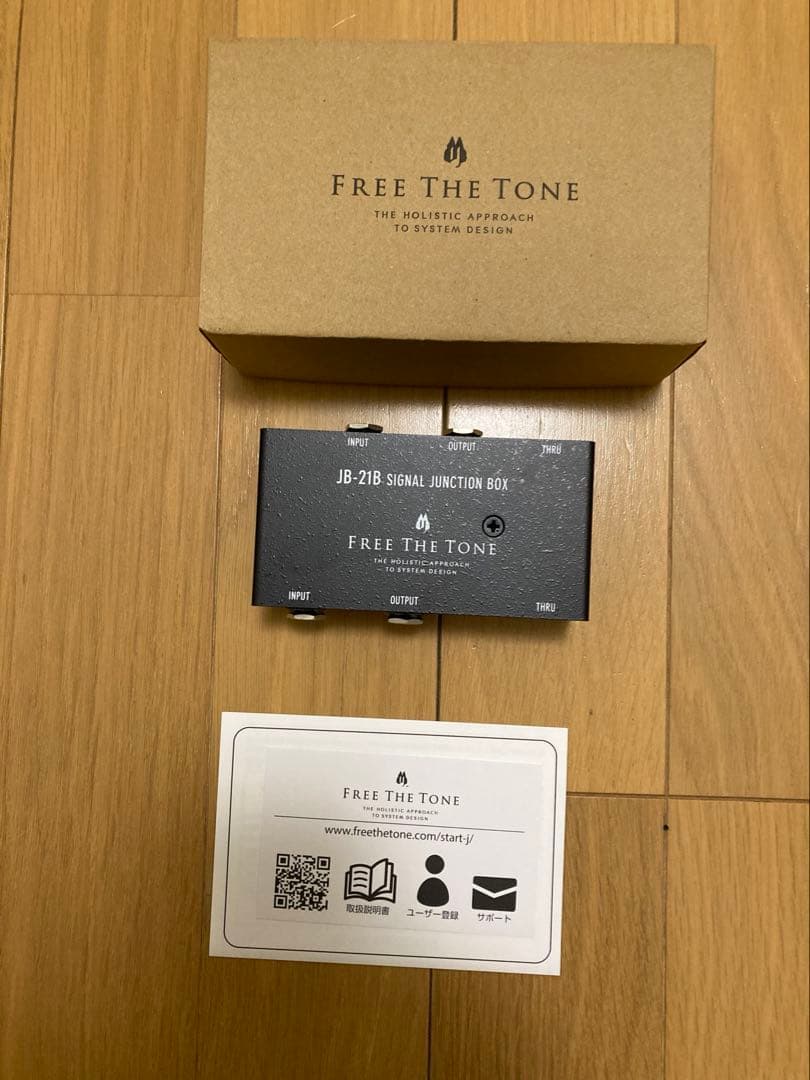 FREE THE TONE
THE HOLISTIC APPROACH
TO SYSTEM DESIGN
INPUT
OUTPUT
THRU
JB-21B SIGNAL JUNCTION BOX
FREE THE TONE
THE HOLISTIC APPROACH
TO SYSTEM DESIGN
INPUT
OUTPUT
THRU
FREE THE TONE
THE HOLISTIC APPROACH
TO SYSTEM DESIGN
www.freethetone.com/start-j/
取扱説明書
ユーザー登録
サポート